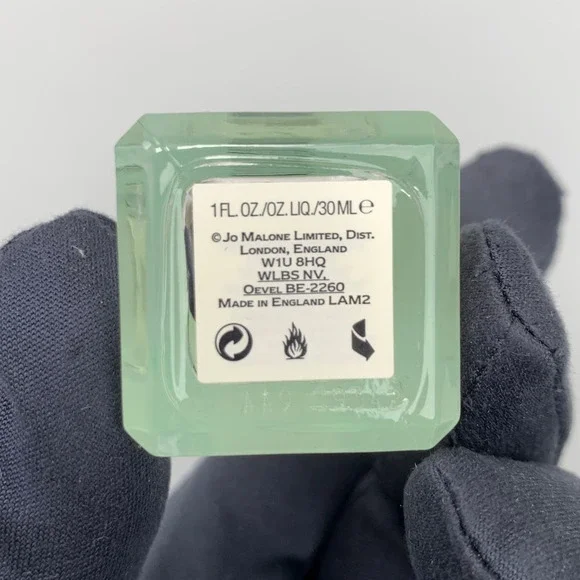 1 FL. OZ./OZ. LIQ./30 ML ℮
© Jo Malone Limited, Dist.
London, England
W1U 8HQ
WLBS NV,
Oevel BE-2260
Made in England LAM2